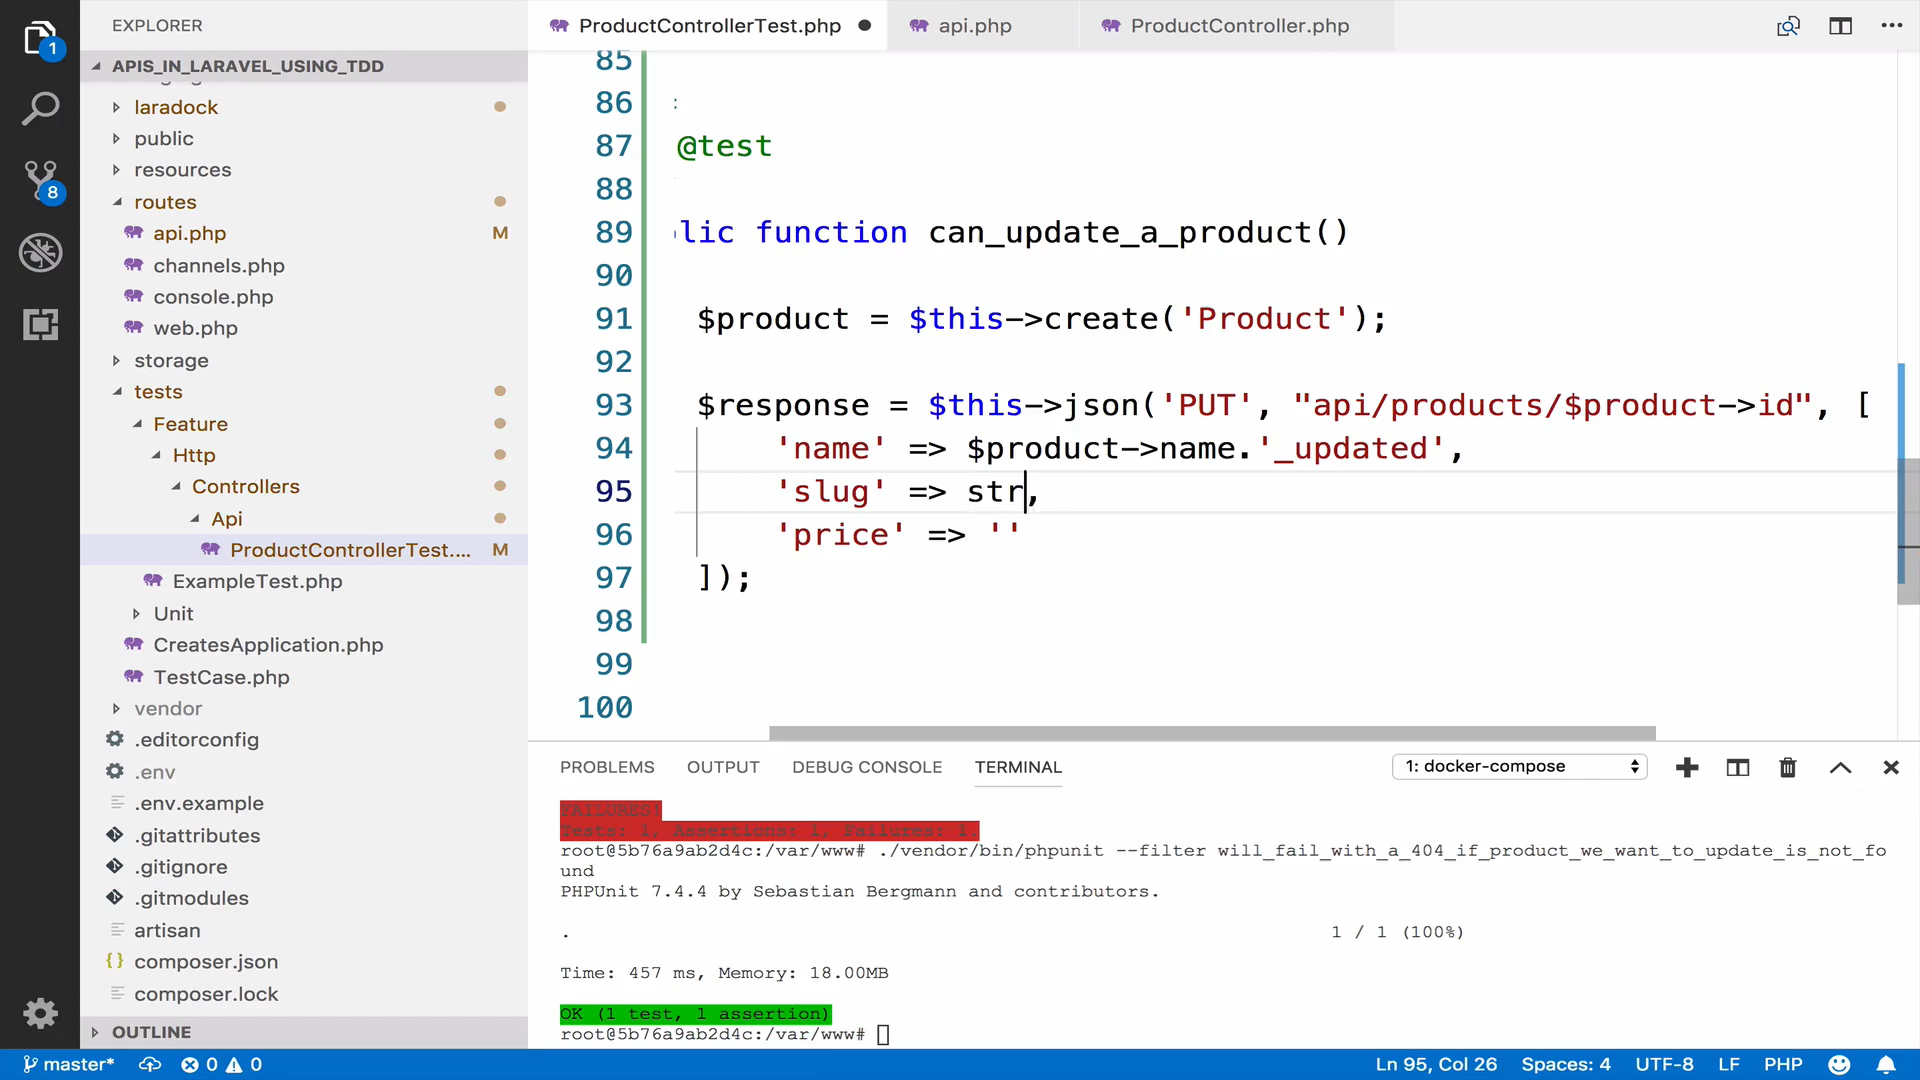 EXPLORER
ProductControllerTest.php
api.php
ProductController.php
1
8
APIS_IN_LARAVEL_USING_TDD
laradock
public
resources
routes
api.php M
channels.php
console.php
web.php
storage
tests
Feature
Http
Controllers
Api
ProductControllerTest.... M
ExampleTest.php
Unit
CreatesApplication.php
TestCase.php
vendor
.editorconfig
.env
.env.example
.gitattributes
.gitignore
.gitmodules
artisan
composer.json
composer.lock
OUTLINE
85
86
87 @test
88
89 lic function can_update_a_product()
90
91 $product = $this->create('Product');
92
93 $response = $this->json('PUT', "api/products/$product->id", [
94 'name' => $product->name.'_updated',
95 'slug' => str,
96 'price' => ''
97 ]);
98
99
100
PROBLEMS OUTPUT DEBUG CONSOLE TERMINAL 1: docker-compose
FAILURES!
Tests: 1, Assertions: 1, Failures: 1.
root@5b76a9ab2d4c:/var/www# ./vendor/bin/phpunit --filter will_fail_with_a_404_if_product_we_want_to_update_is_not_fo
und
PHPUnit 7.4.4 by Sebastian Bergmann and contributors.
. 1 / 1 (100%)
Time: 457 ms, Memory: 18.00MB
OK (1 test, 1 assertion)
root@5b76a9ab2d4c:/var/www#
master* 0 0 Ln 95, Col 26 Spaces: 4 UTF-8 LF PHP